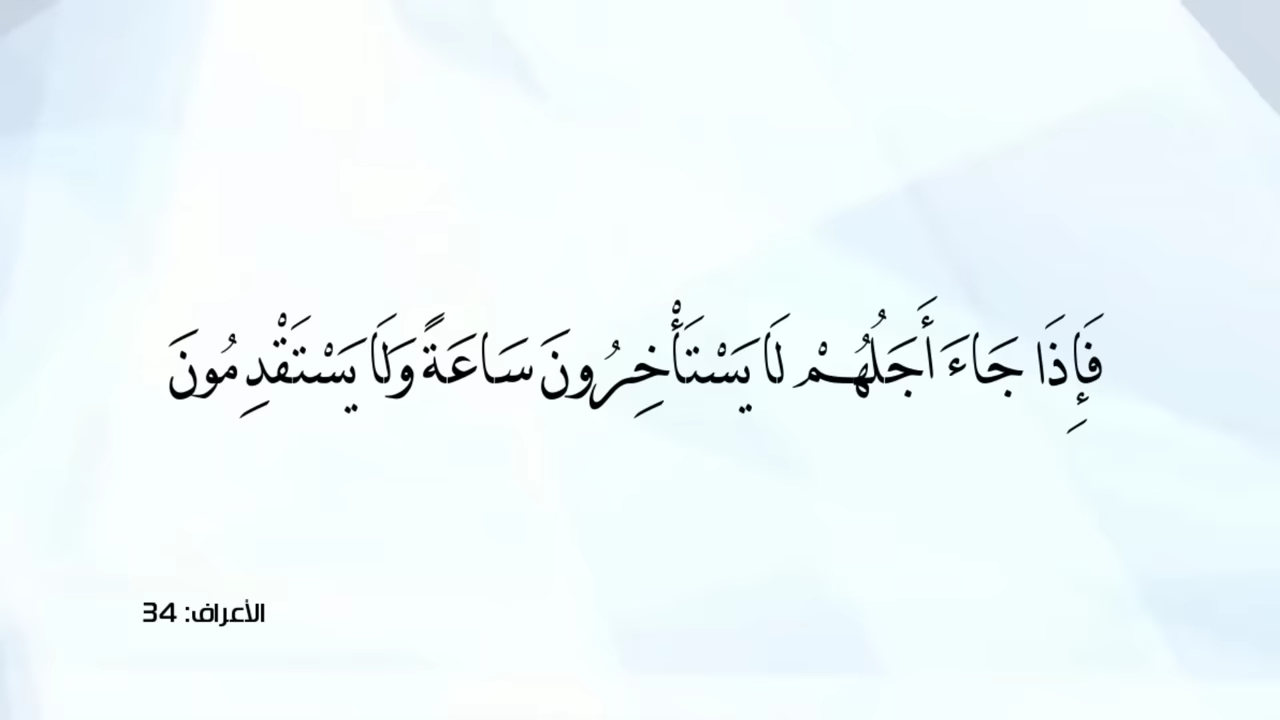 فَإِذَا جَاءَ أَجَلُهُمْ لَا يَسْتَأْخِرُونَ سَاعَةً وَلَا يَسْتَقْدِمُونَ
الأعراف: 34